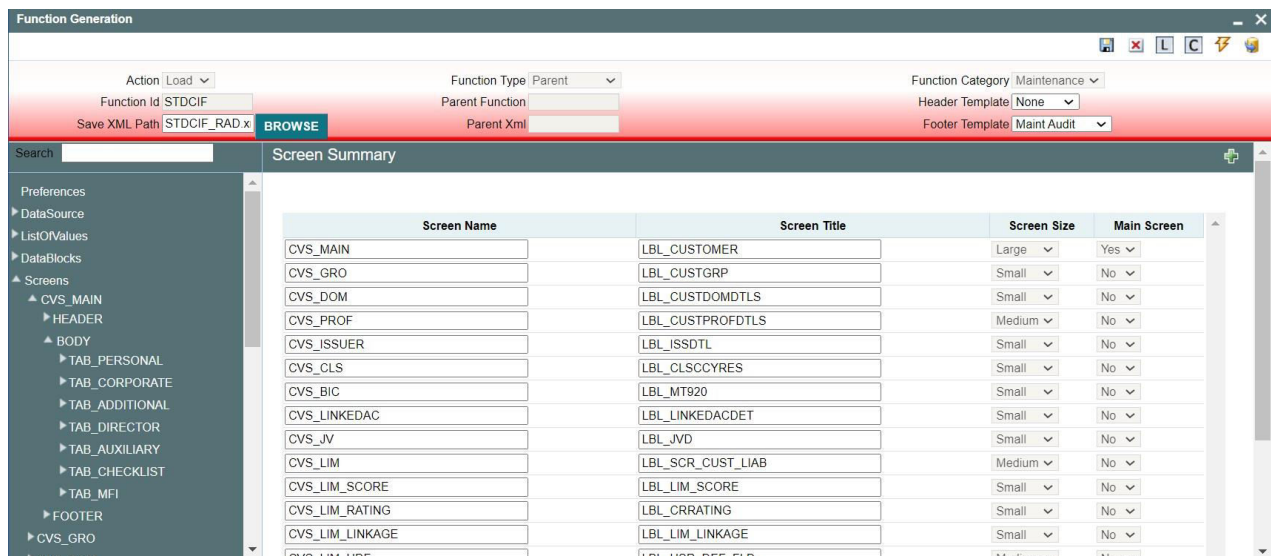 Function Generation
L C
Action Load Function Type Parent Function Category Maintenance
Function Id STDCIF Parent Function Header Template None
Save XML Path STDCIF_RAD.x BROWSE Parent Xml Footer Template Maint Audit
Search Screen Summary
Preferences
DataSource
ListOfValues
DataBlocks
Screens
CVS_MAIN
HEADER
BODY
TAB_PERSONAL
TAB_CORPORATE
TAB_ADDITIONAL
TAB_DIRECTOR
TAB_AUXILIARY
TAB_CHECKLIST
TAB_MFI
FOOTER
CVS_GRO
Screen Name Screen Title Screen Size Main Screen
CVS_MAIN LBL_CUSTOMER Large Yes
CVS_GRO LBL_CUSTGRP Small No
CVS_DOM LBL_CUSTDOMDTLS Small No
CVS_PROF LBL_CUSTPROFDTLS Medium No
CVS_ISSUER LBL_ISSDTL Small No
CVS_CLS LBL_CLSCCYRES Small No
CVS_BIC LBL_MT920 Small No
CVS_LINKEDAC LBL_LINKEDACDET Small No
CVS_JV LBL_JVD Small No
CVS_LIM LBL_SCR_CUST_LIAB Medium No
CVS_LIM_SCORE LBL_LIM_SCORE Small No
CVS_LIM_RATING LBL_CRRATING Small No
CVS_LIM_LINKAGE LBL_LIM_LINKAGE Small No